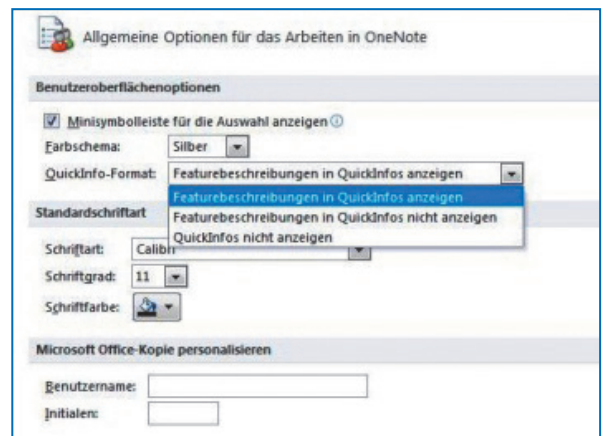 Allgemeine Optionen für das Arbeiten in OneNote
Benutzeroberflächenoptionen
Minisymbolleiste für die Auswahl anzeigen
Farbschema: Silber
QuickInfo-Format: Featurebeschreibungen in QuickInfos anzeigen
Featurebeschreibungen in QuickInfos anzeigen
Standardschriftart
Featurebeschreibungen in QuickInfos nicht anzeigen
QuickInfos nicht anzeigen
Schriftart: Calibri
Schriftgrad: 11
Schriftfarbe:
Microsoft Office-Kopie personalisieren
Benutzername:
Initialen: